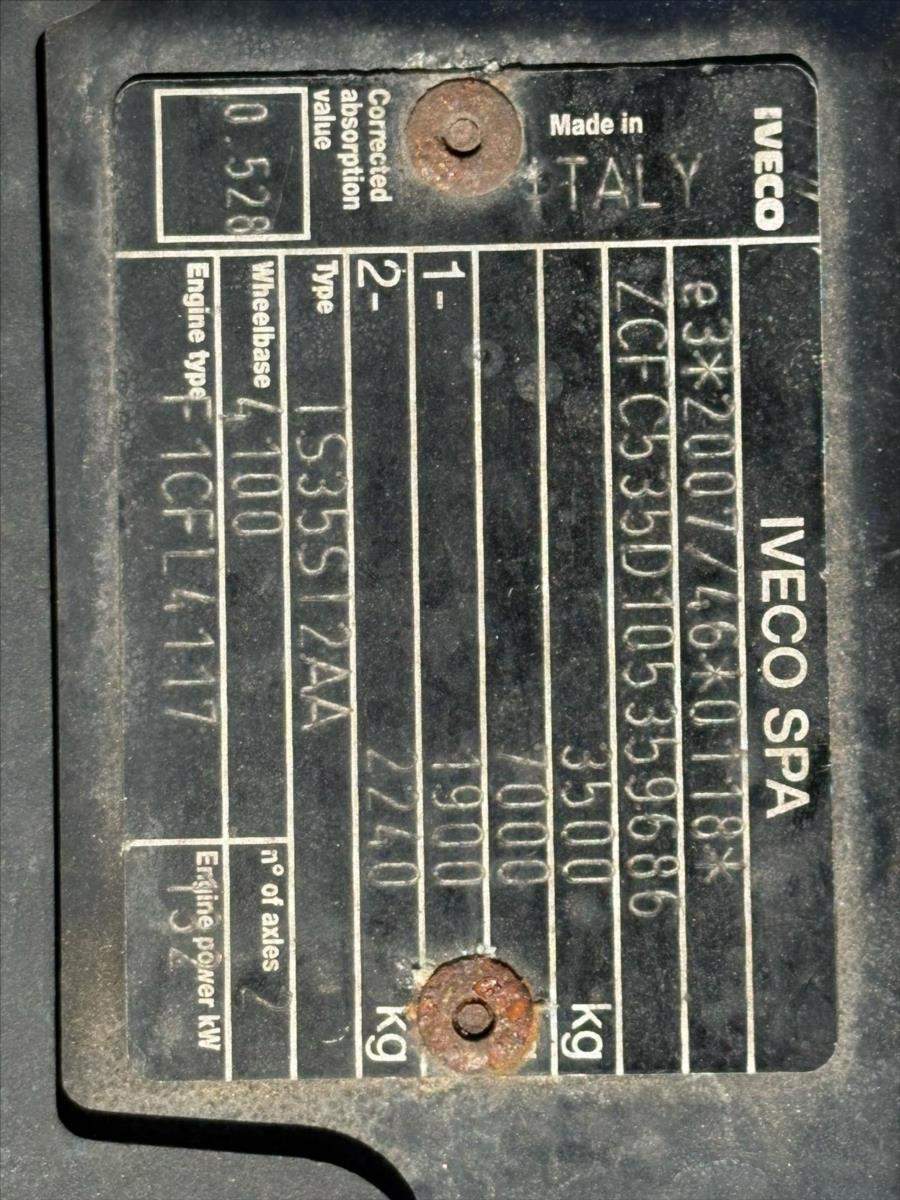 IVECO SPA
e3*2007/46*0118*
ZCFC535D105359686
3500 kg
7000
1- 1900
2- 2240 kg
Type IS35SI2AA
Wheelbase 4100
n° of axles 2
Engine type F1CFL4117
Engine power kW 132
IVECO
Made in
ITALY
Corrected
absorption
value
0.528